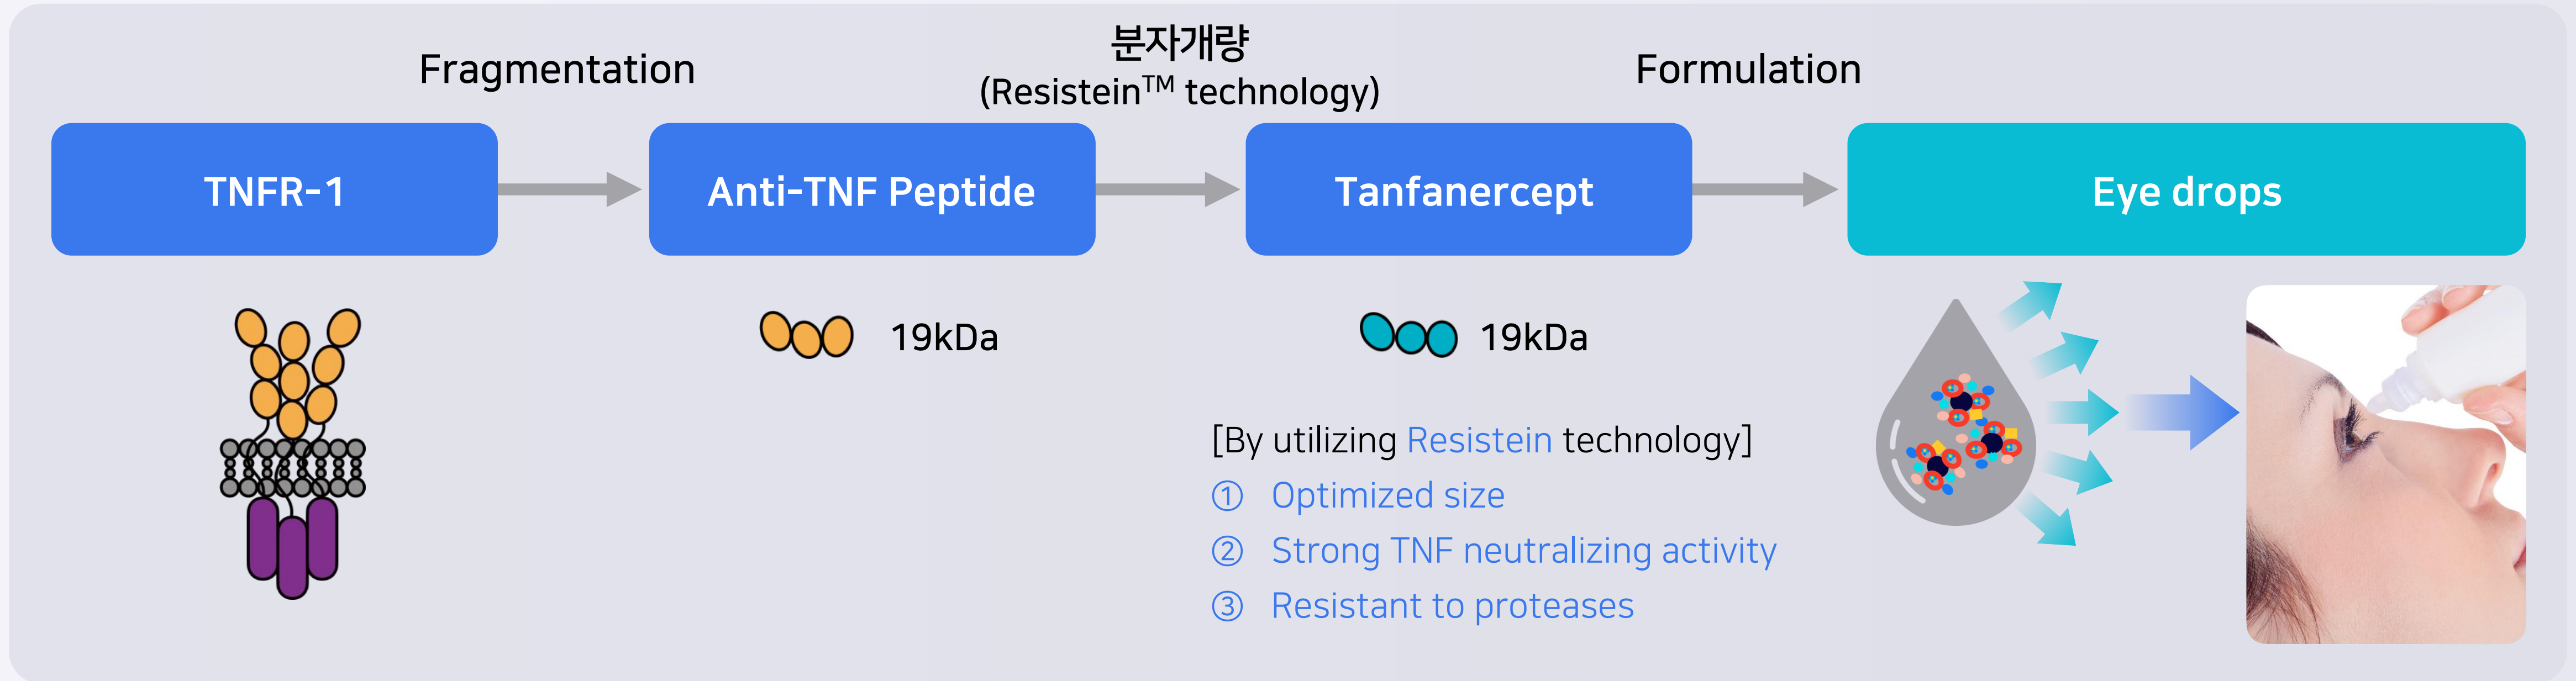 Fragmentation
분자개량
(Resistein™ technology)
Formulation
TNFR-1
Anti-TNF Peptide
Tanfanercept
Eye drops
19kDa
19kDa
[By utilizing Resistein technology]
① Optimized size
② Strong TNF neutralizing activity
③ Resistant to proteases